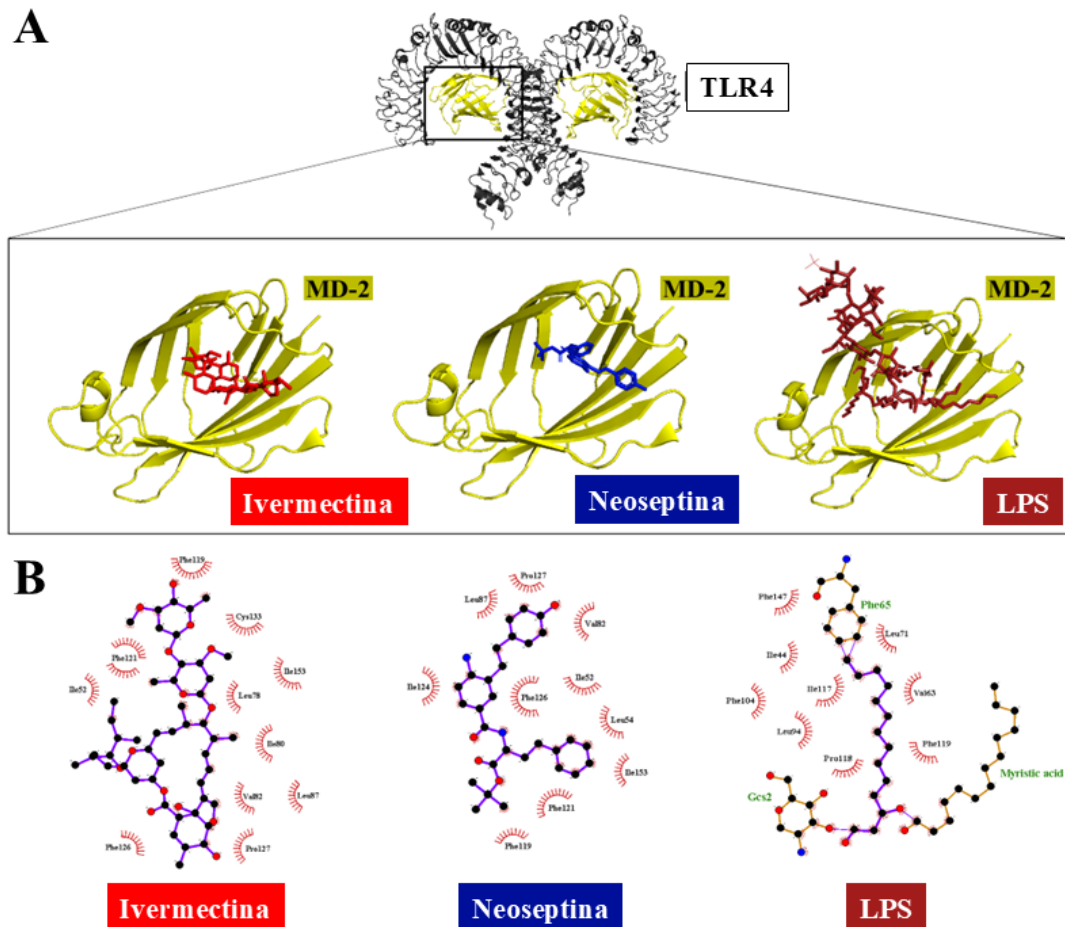 A
TLR4
MD-2
MD-2
MD-2
Ivermectina
Neoseptina
LPS
B
Phe119
Cys133
Phe121
Ile153
Ile52
Leu78
Ile80
Val82
Leu87
Phe126
Pro127
Ivermectina
Pro127
Leu87
Val82
Ile124
Phe126
Ile52
Leu54
Ile153
Phe121
Phe119
Neoseptina
Phe147
Phe65
Leu71
Ile44
Ile117
Val63
Phe104
Leu94
Phe119
Pro118
Myristic acid
Gcs2
LPS